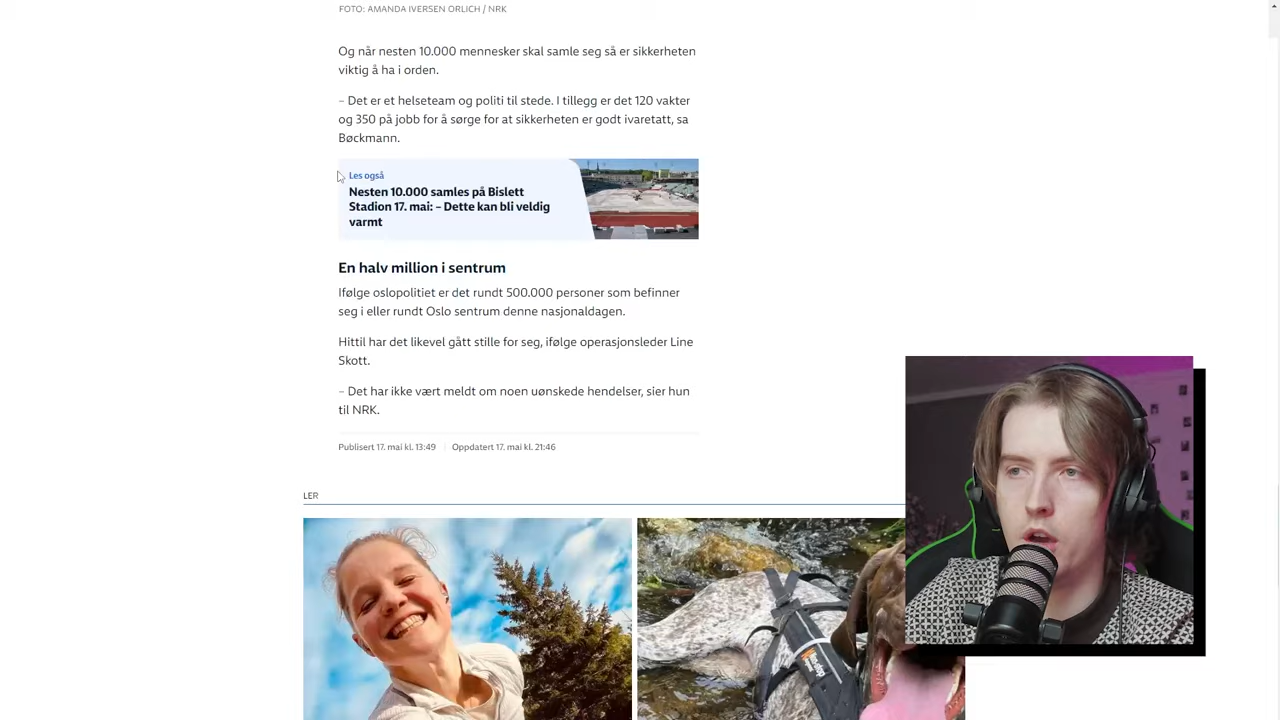 FOTO: AMANDA IVERSEN ORLICH / NRK
Og når nesten 10.000 mennesker skal samle seg så er sikkerheten
viktig å ha i orden.
– Det er et helseteam og politi til stede. I tillegg er det 120 vakter
og 350 på jobb for å sørge for at sikkerheten er godt ivaretatt, sa
Bøckmann.
Les også
Nesten 10.000 samles på Bislett
Stadion 17. mai: – Dette kan bli veldig
varmt
En halv million i sentrum
Ifølge oslopolitiet er det rundt 500.000 personer som befinner
seg i eller rundt Oslo sentrum denne nasjonaldagen.
Hittil har det likevel gått stille for seg, ifølge operasjonsleder Line
Skott.
– Det har ikke vært meldt om noen uønskede hendelser, sier hun
til NRK.
Publisert 17. mai kl. 13:49 Oppdatert 17. mai kl. 21:46
LER